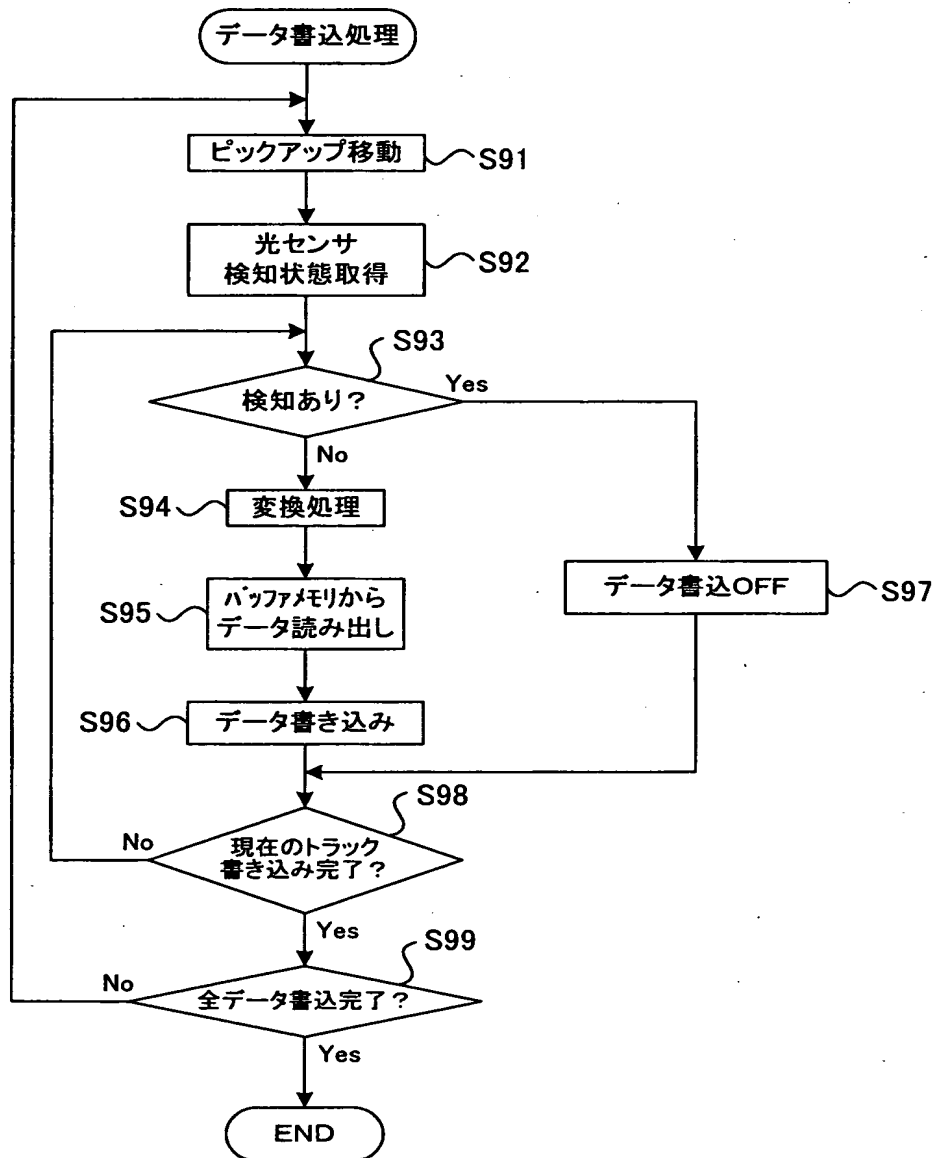 データ書込処理
ピックアップ移動
S91
光センサ
検知状態取得
S92
S93
検知あり?
Yes
No
S94
変換処理
S95
バッファメモリから
データ読み出し
データ書込OFF
S97
S96
データ書き込み
S98
No
現在のトラック
書き込み完了?
Yes
S99
No
全データ書込完了?
Yes
END